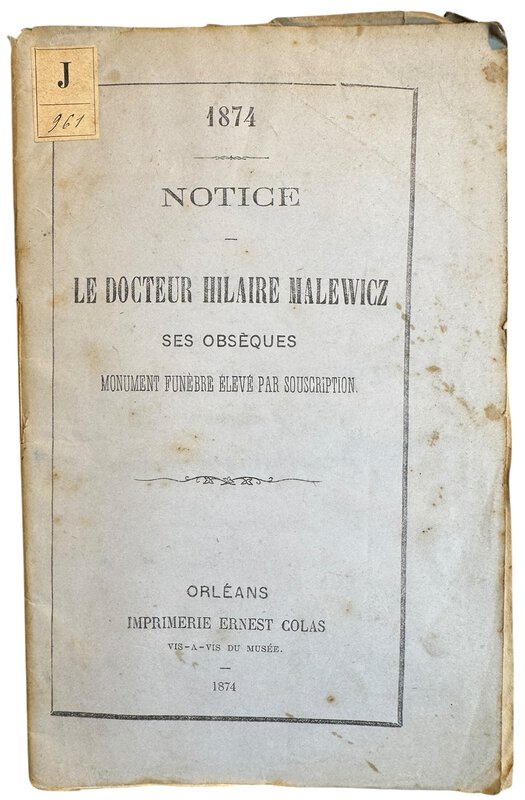 J
961
1874
NOTICE
LE DOCTEUR HILAIRE MALEWICZ
SES OBSÈQUES
MONUMENT FUNÈBRE ÉLEVÉ PAR SOUSCRIPTION.
ORLÉANS
IMPRIMERIE ERNEST COLAS
VIS-A-VIS DU MUSÉE.
1874